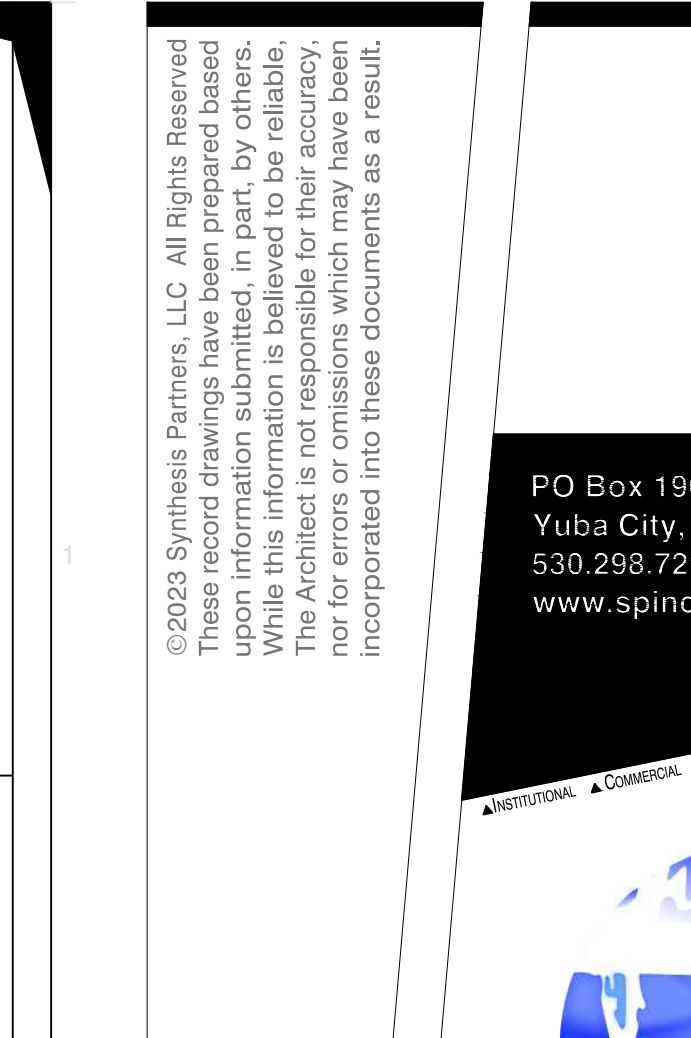 ©2023 Synthesis Partners, LLC All Rights Reserved
These record drawings have been prepared based
upon information submitted, in part, by others.
While this information is believed to be reliable,
The Architect is not responsible for their accuracy,
nor for errors or omissions which may have been
incorporated into these documents as a result.
1
PO Box
Yuba City,
www.
▲INSTITUTIONAL ▲COMMERCIAL